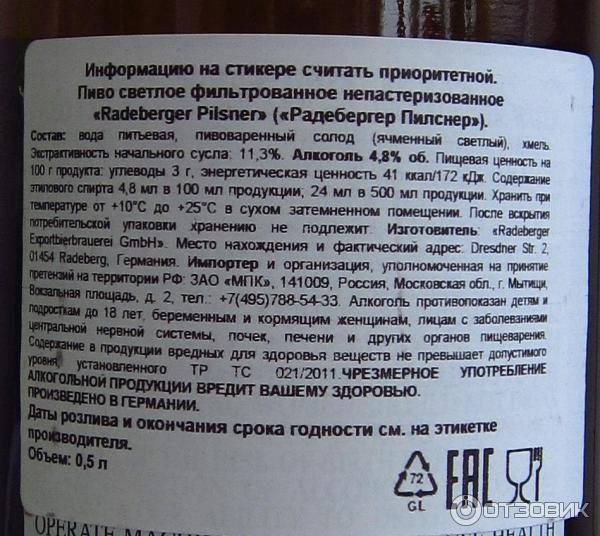 Информацию на стикере считать приоритетной.
Пиво светлое фильтрованное непастеризованное
«Radeberger Pilsner» («Радебергер Пилснер»).
Состав: вода питьевая, пивоваренный солод (ячменный светлый), хмель.
Экстрактивность начального сусла: 11,3%. Алкоголь 4,8% об. Пищевая ценность на
100 г продукта: углеводы 3 г, энергетическая ценность 41 ккал/172 кДж. Содержание
этилового спирта 4,8 мл в 100 мл продукции; 24 мл в 500 мл продукции. Хранить при
температуре от +10°С до +25°С в сухом затемненном помещении. После вскрытия
потребительской упаковки хранению не подлежит. Изготовитель: «Radeberger
Exportbierbrauerei GmbH». Место нахождения и фактический адрес: Dresdner Str. 2,
01454 Radeberg, Германия. Импортер и организация, уполномоченная на принятие
претензий на территории РФ: ЗАО «МПК», 141009, Россия, Московская обл., г. Мытищи,
Вокзальная площадь, д. 2, тел.: +7(495)788-54-33. Алкоголь противопоказан детям и
подросткам до 18 лет, беременным и кормящим женщинам, лицам с заболеваниями
центральной нервной системы, почек, печени и других органов пищеварения.
Содержание в продукции вредных для здоровья веществ не превышает допустимого
уровня, установленного ТР ТС 021/2011.ЧРЕЗМЕРНОЕ УПОТРЕБЛЕНИЕ
АЛКОГОЛЬНОЙ ПРОДУКЦИИ ВРЕДИТ ВАШЕМУ ЗДОРОВЬЮ.
ПРОИЗВЕДЕНО В ГЕРМАНИИ.
Даты розлива и окончания срока годности см. на этикетке
производителя.
Объем: 0,5 л
72
GL
EAC
OPERATE HEALTH
ОТЗОВИК